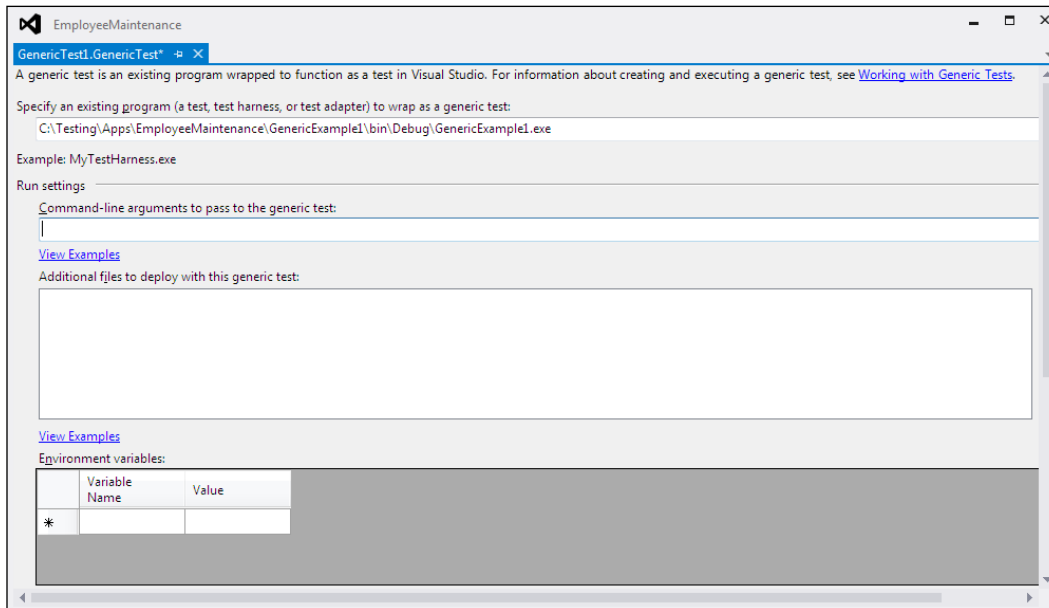 EmployeeMaintenance
GenericTest1.GenericTest*
A generic test is an existing program wrapped to function as a test in Visual Studio. For information about creating and executing a generic test, see Working with Generic Tests.
Specify an existing program (a test, test harness, or test adapter) to wrap as a generic test:
C:\Testing\Apps\EmployeeMaintenance\GenericExample1\bin\Debug\GenericExample1.exe
Example: MyTestHarness.exe
Run settings
Command-line arguments to pass to the generic test:
View Examples
Additional files to deploy with this generic test:
View Examples
Environment variables:
Variable
Name
Value